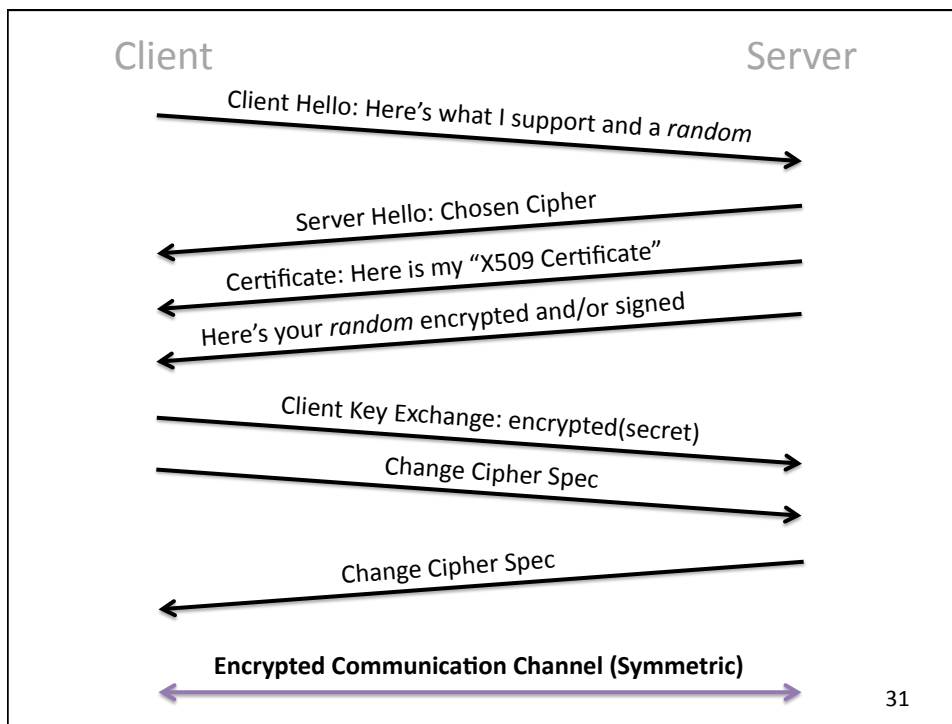 Client
Server
Client Hello: Here’s what I support and a random
Server Hello: Chosen Cipher
Certificate: Here is my “X509 Certificate”
Here’s your random encrypted and/or signed
Client Key Exchange: encrypted(secret)
Change Cipher Spec
Change Cipher Spec
Encrypted Communication Channel (Symmetric)
31